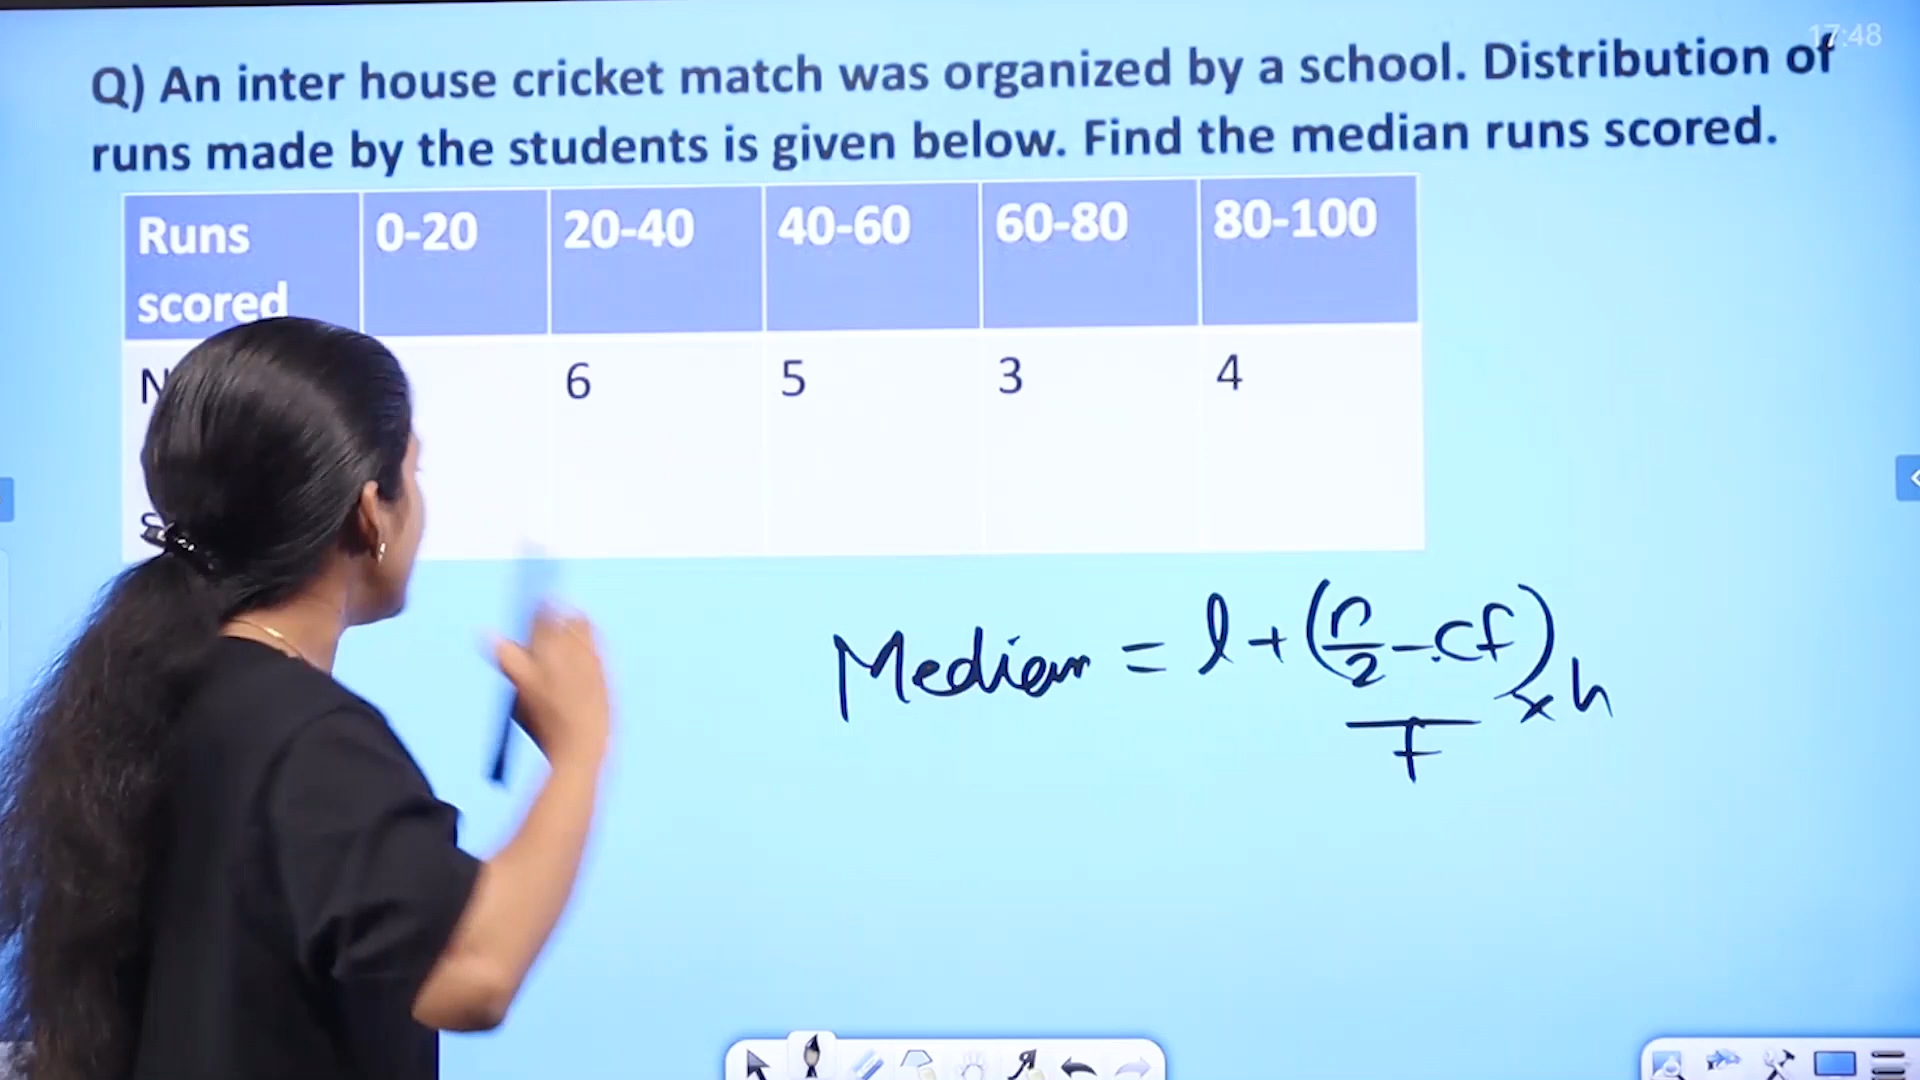 17:48
Q) An inter house cricket match was organized by a school. Distribution of
runs made by the students is given below. Find the median runs scored.
Runs scored 0-20 20-40 40-60 60-80 80-100
6 5 3 4
Median = l + (n/2 - cf)/f × h